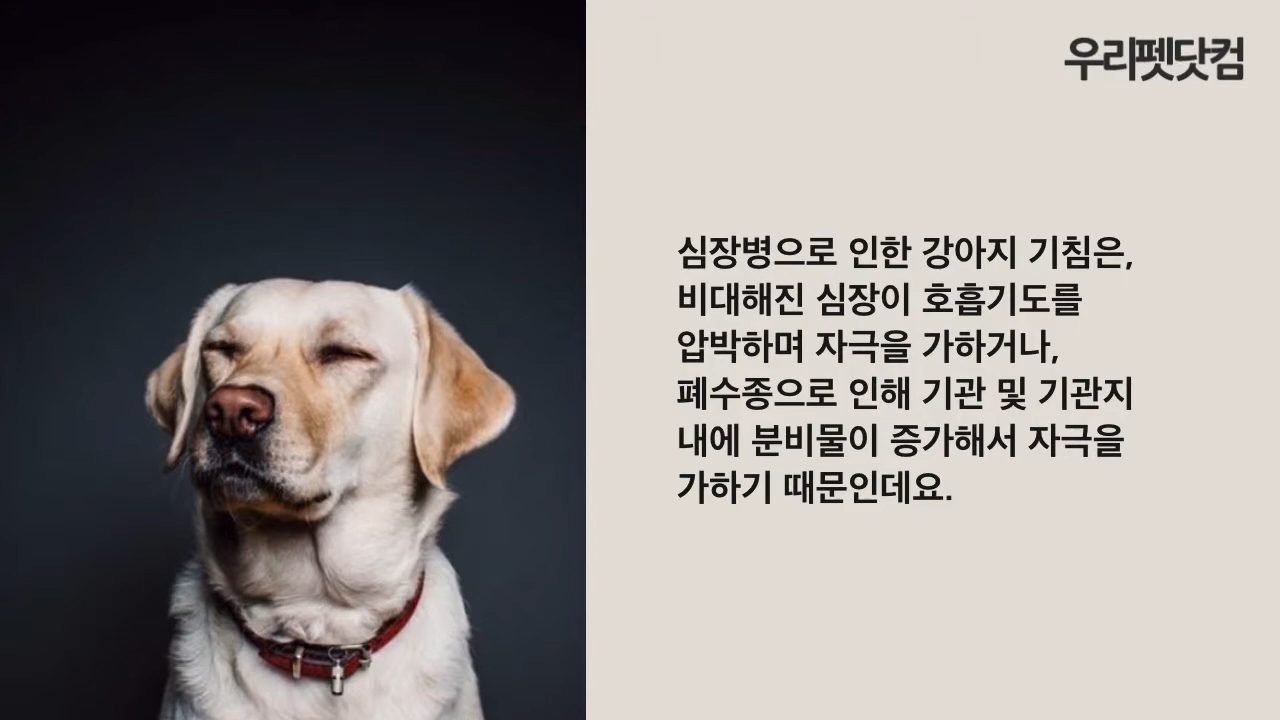 우리펫닷컴
심장병으로 인한 강아지 기침은,
비대해진 심장이 호흡기도를
압박하며 자극을 가하거나,
폐수종으로 인해 기관 및 기관지
내에 분비물이 증가해서 자극을
가하기 때문인데요.